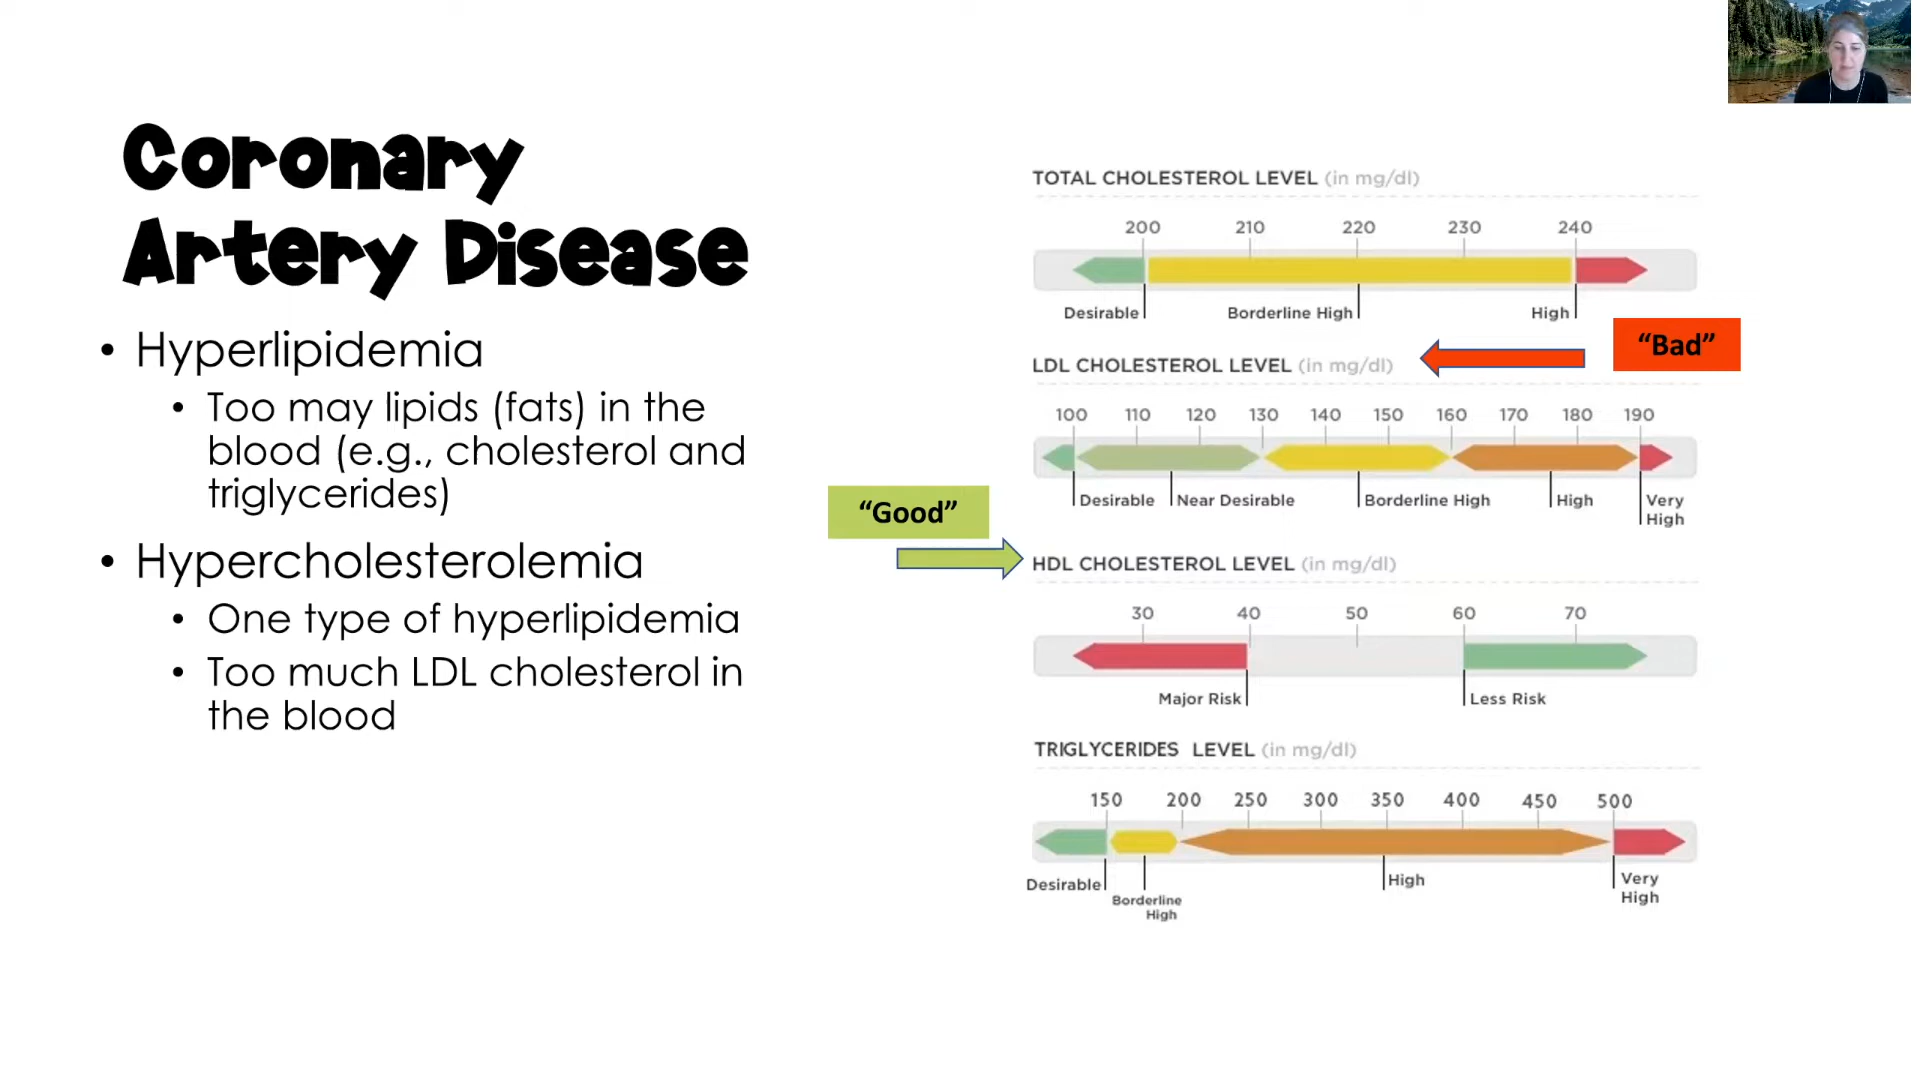 Coronary
Artery Disease
• Hyperlipidemia
• Too may lipids (fats) in the
blood (e.g., cholesterol and
triglycerides)
• Hypercholesterolemia
• One type of hyperlipidemia
• Too much LDL cholesterol in
the blood
TOTAL CHOLESTEROL LEVEL (in mg/dl)
200 210 220 230 240
Desirable Borderline High High
“Bad”
LDL CHOLESTEROL LEVEL (in mg/dl)
100 110 120 130 140 150 160 170 180 190
Desirable Near Desirable Borderline High High Very
High
“Good”
HDL CHOLESTEROL LEVEL (in mg/dl)
30 40 50 60 70
Major Risk Less Risk
TRIGLYCERIDES LEVEL (in mg/dl)
150 200 250 300 350 400 450 500
Desirable Borderline
High
High Very
High